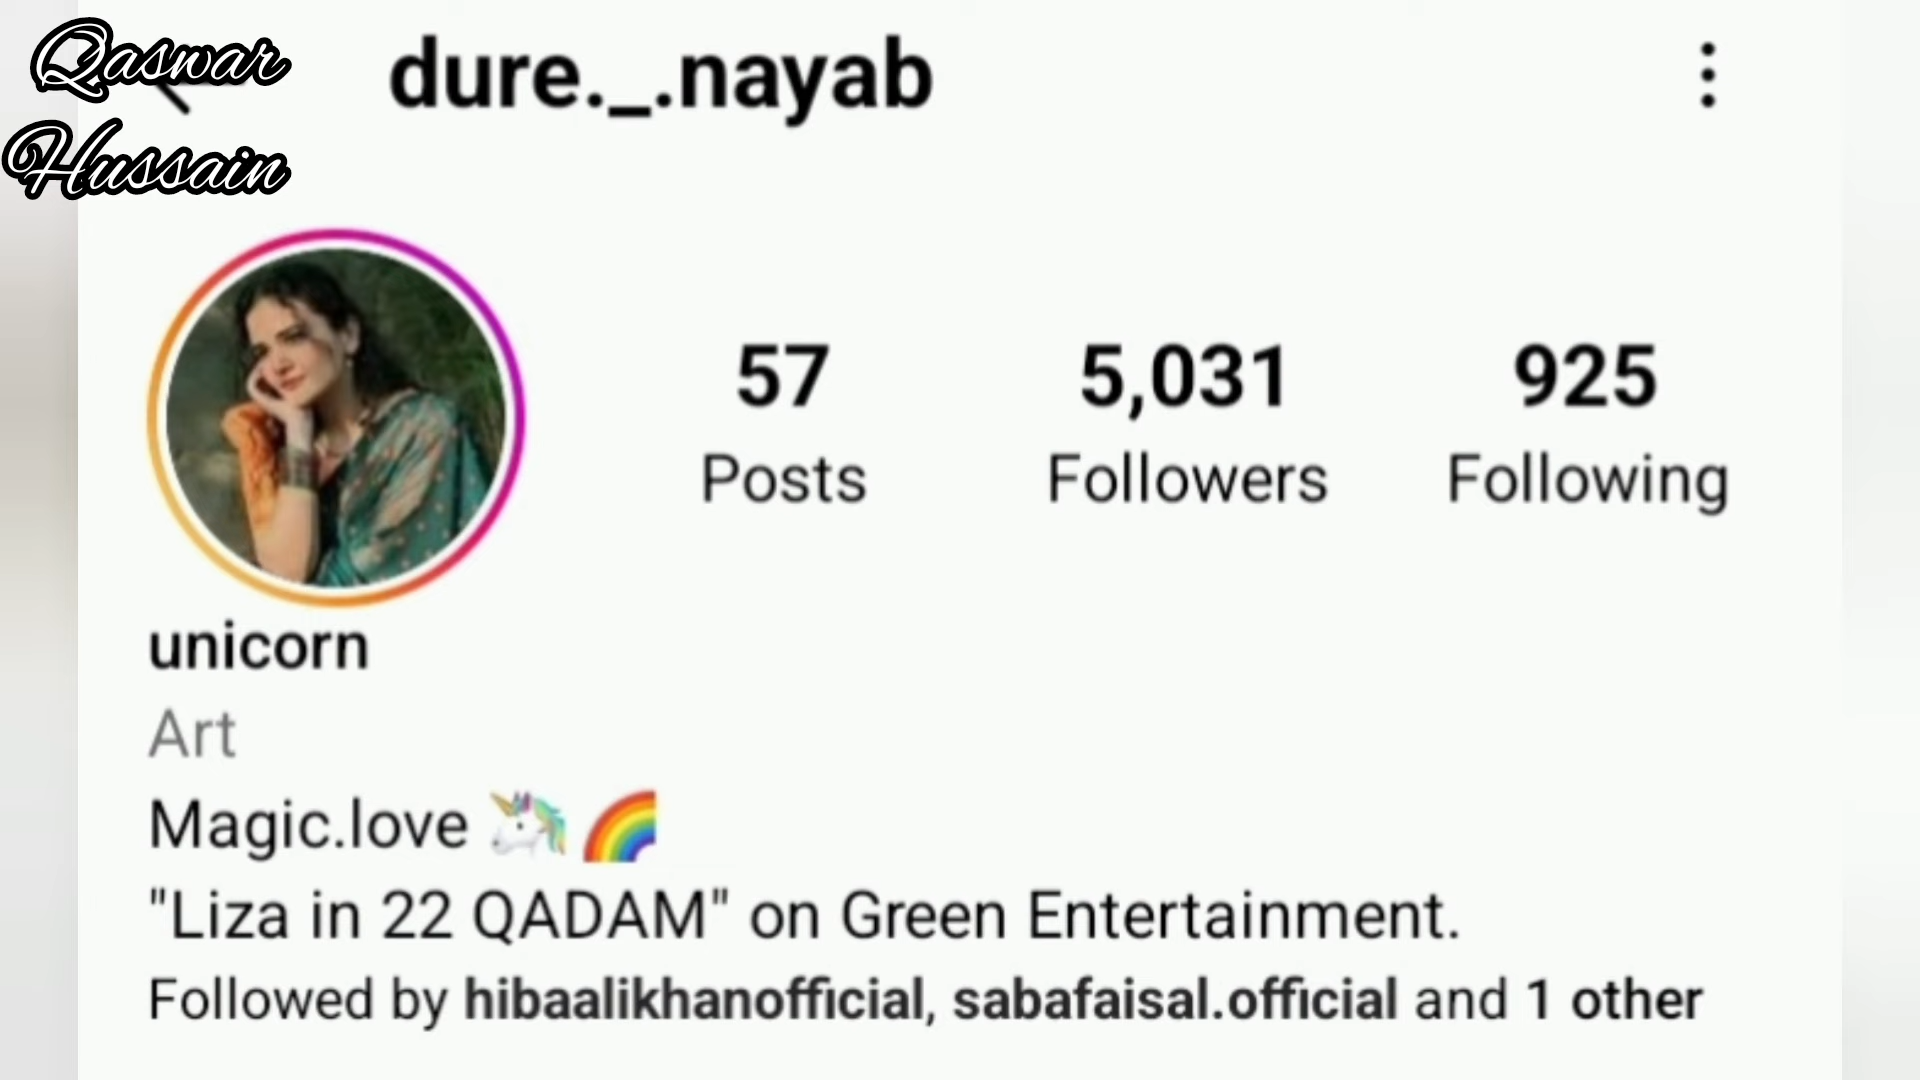 Qaswar
Hussain
dure._.nayab
57
5,031
925
Posts
Followers
Following
unicorn
Art
Magic.love 🦄 🌈
"Liza in 22 QADAM" on Green Entertainment.
Followed by hibaalikhanofficial, sabafaisal.official and 1 other